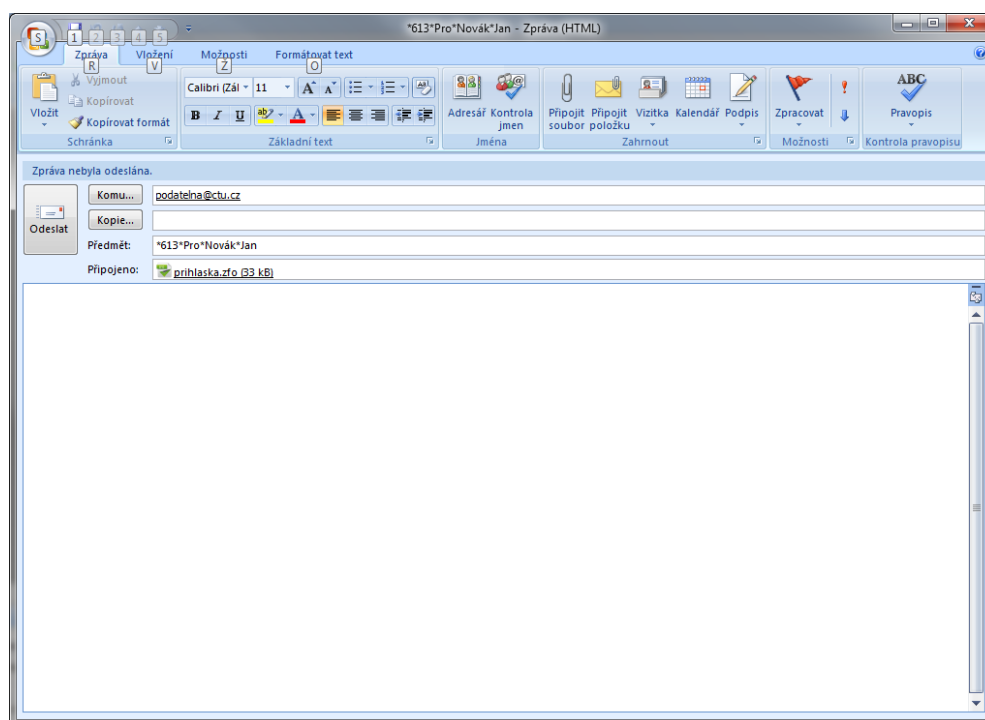 *613*Pro*Novák*Jan - Zpráva (HTML)
S 1 2 3 4 5
Zpráva Vložení Možnosti Formátovat text
R V Z O
Vložit
Vyjmout
Kopírovat
Kopírovat formát
Schránka
Calibri (Zál 11
B I U
Základní text
Adresář
Kontrola jmen
Jména
Připojit soubor
Připojit položku
Vizitka
Kalendář
Podpis
Zahrnout
Zpracovat
Možnosti
ABC
Pravopis
Kontrola pravopisu
Zpráva nebyla odeslána.
Odeslat
Komu... podatelna@ctu.cz
Kopie...
Předmět: *613*Pro*Novák*Jan
Připojeno: prihlaska.zfo (33 kB)